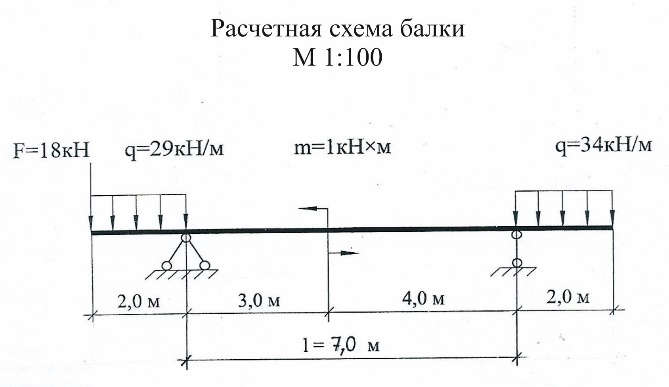 Расчетная схема балки
М 1:100
F=18кН q=29кН/м m=1кН×м q=34кН/м
2,0 м 3,0 м 4,0 м 2,0 м
l = 7,0 м